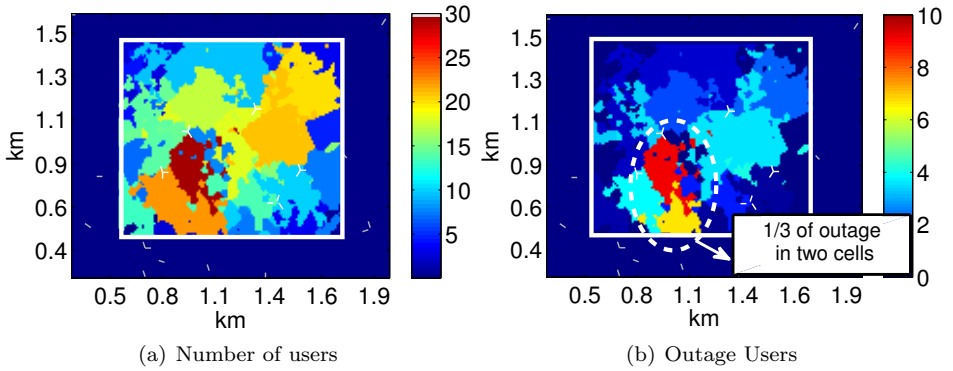 1.5
1.3
1.1
0.9
0.6
0.4
km
0.5 0.8 1.1 1.4 1.6 1.9
km
30
25
20
15
10
5
(a) Number of users
1.5
1.3
1.1
0.9
0.6
0.4
km
0.5 0.8 1.1 1.4 1.6 1.9
km
10
8
6
4
2
0
1/3 of outage
in two cells
(b) Outage Users